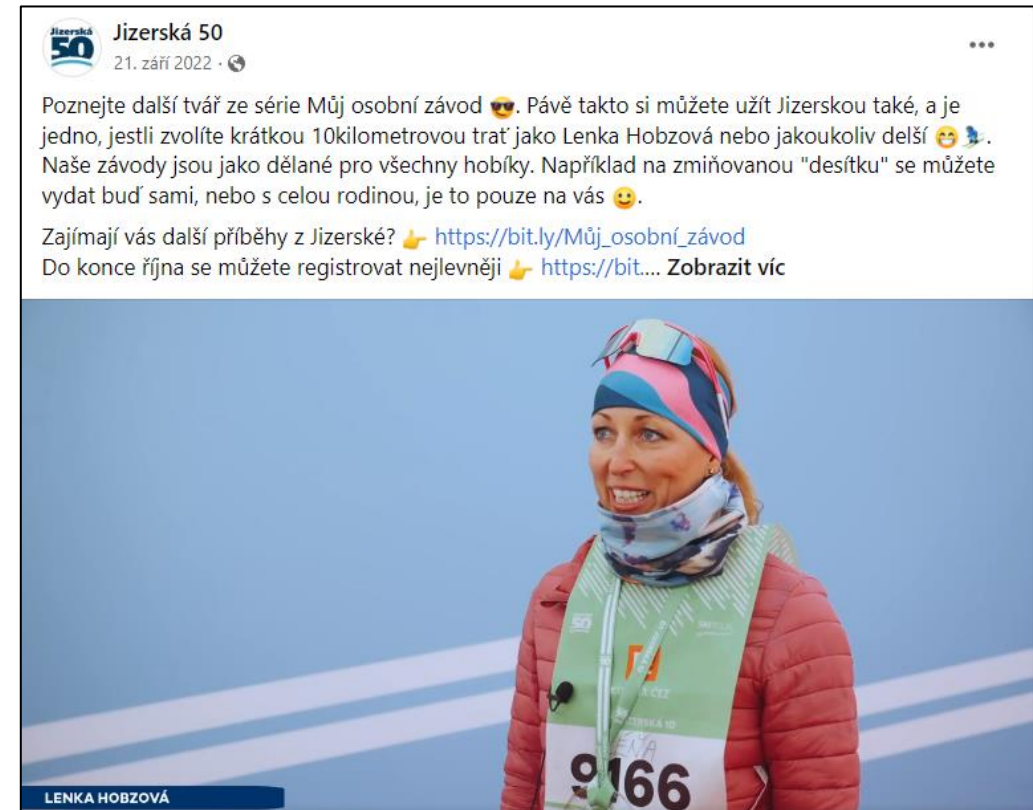 Jizerská 50
Jizerská
50
21. září 2022 ·
Poznejte další tvář ze série Můj osobní závod 😎. Pávě takto si můžete užít Jizerskou také, a je
jedno, jestli zvolíte krátkou 10kilometrovou trať jako Lenka Hobzová nebo jakoukoliv delší 😁⛷.
Naše závody jsou jako dělané pro všechny hobíky. Například na zmiňovanou "desítku" se můžete
vydat buď sami, nebo s celou rodinou, je to pouze na vás 🙂.
Zajímají vás další příběhy z Jizerské? 👉 https://bit.ly/Můj_osobní_závod
Do konce října se můžete registrovat nejlevněji 👉 https://bit.... Zobrazit víc
50
9166
LENKA HOBZOVÁ